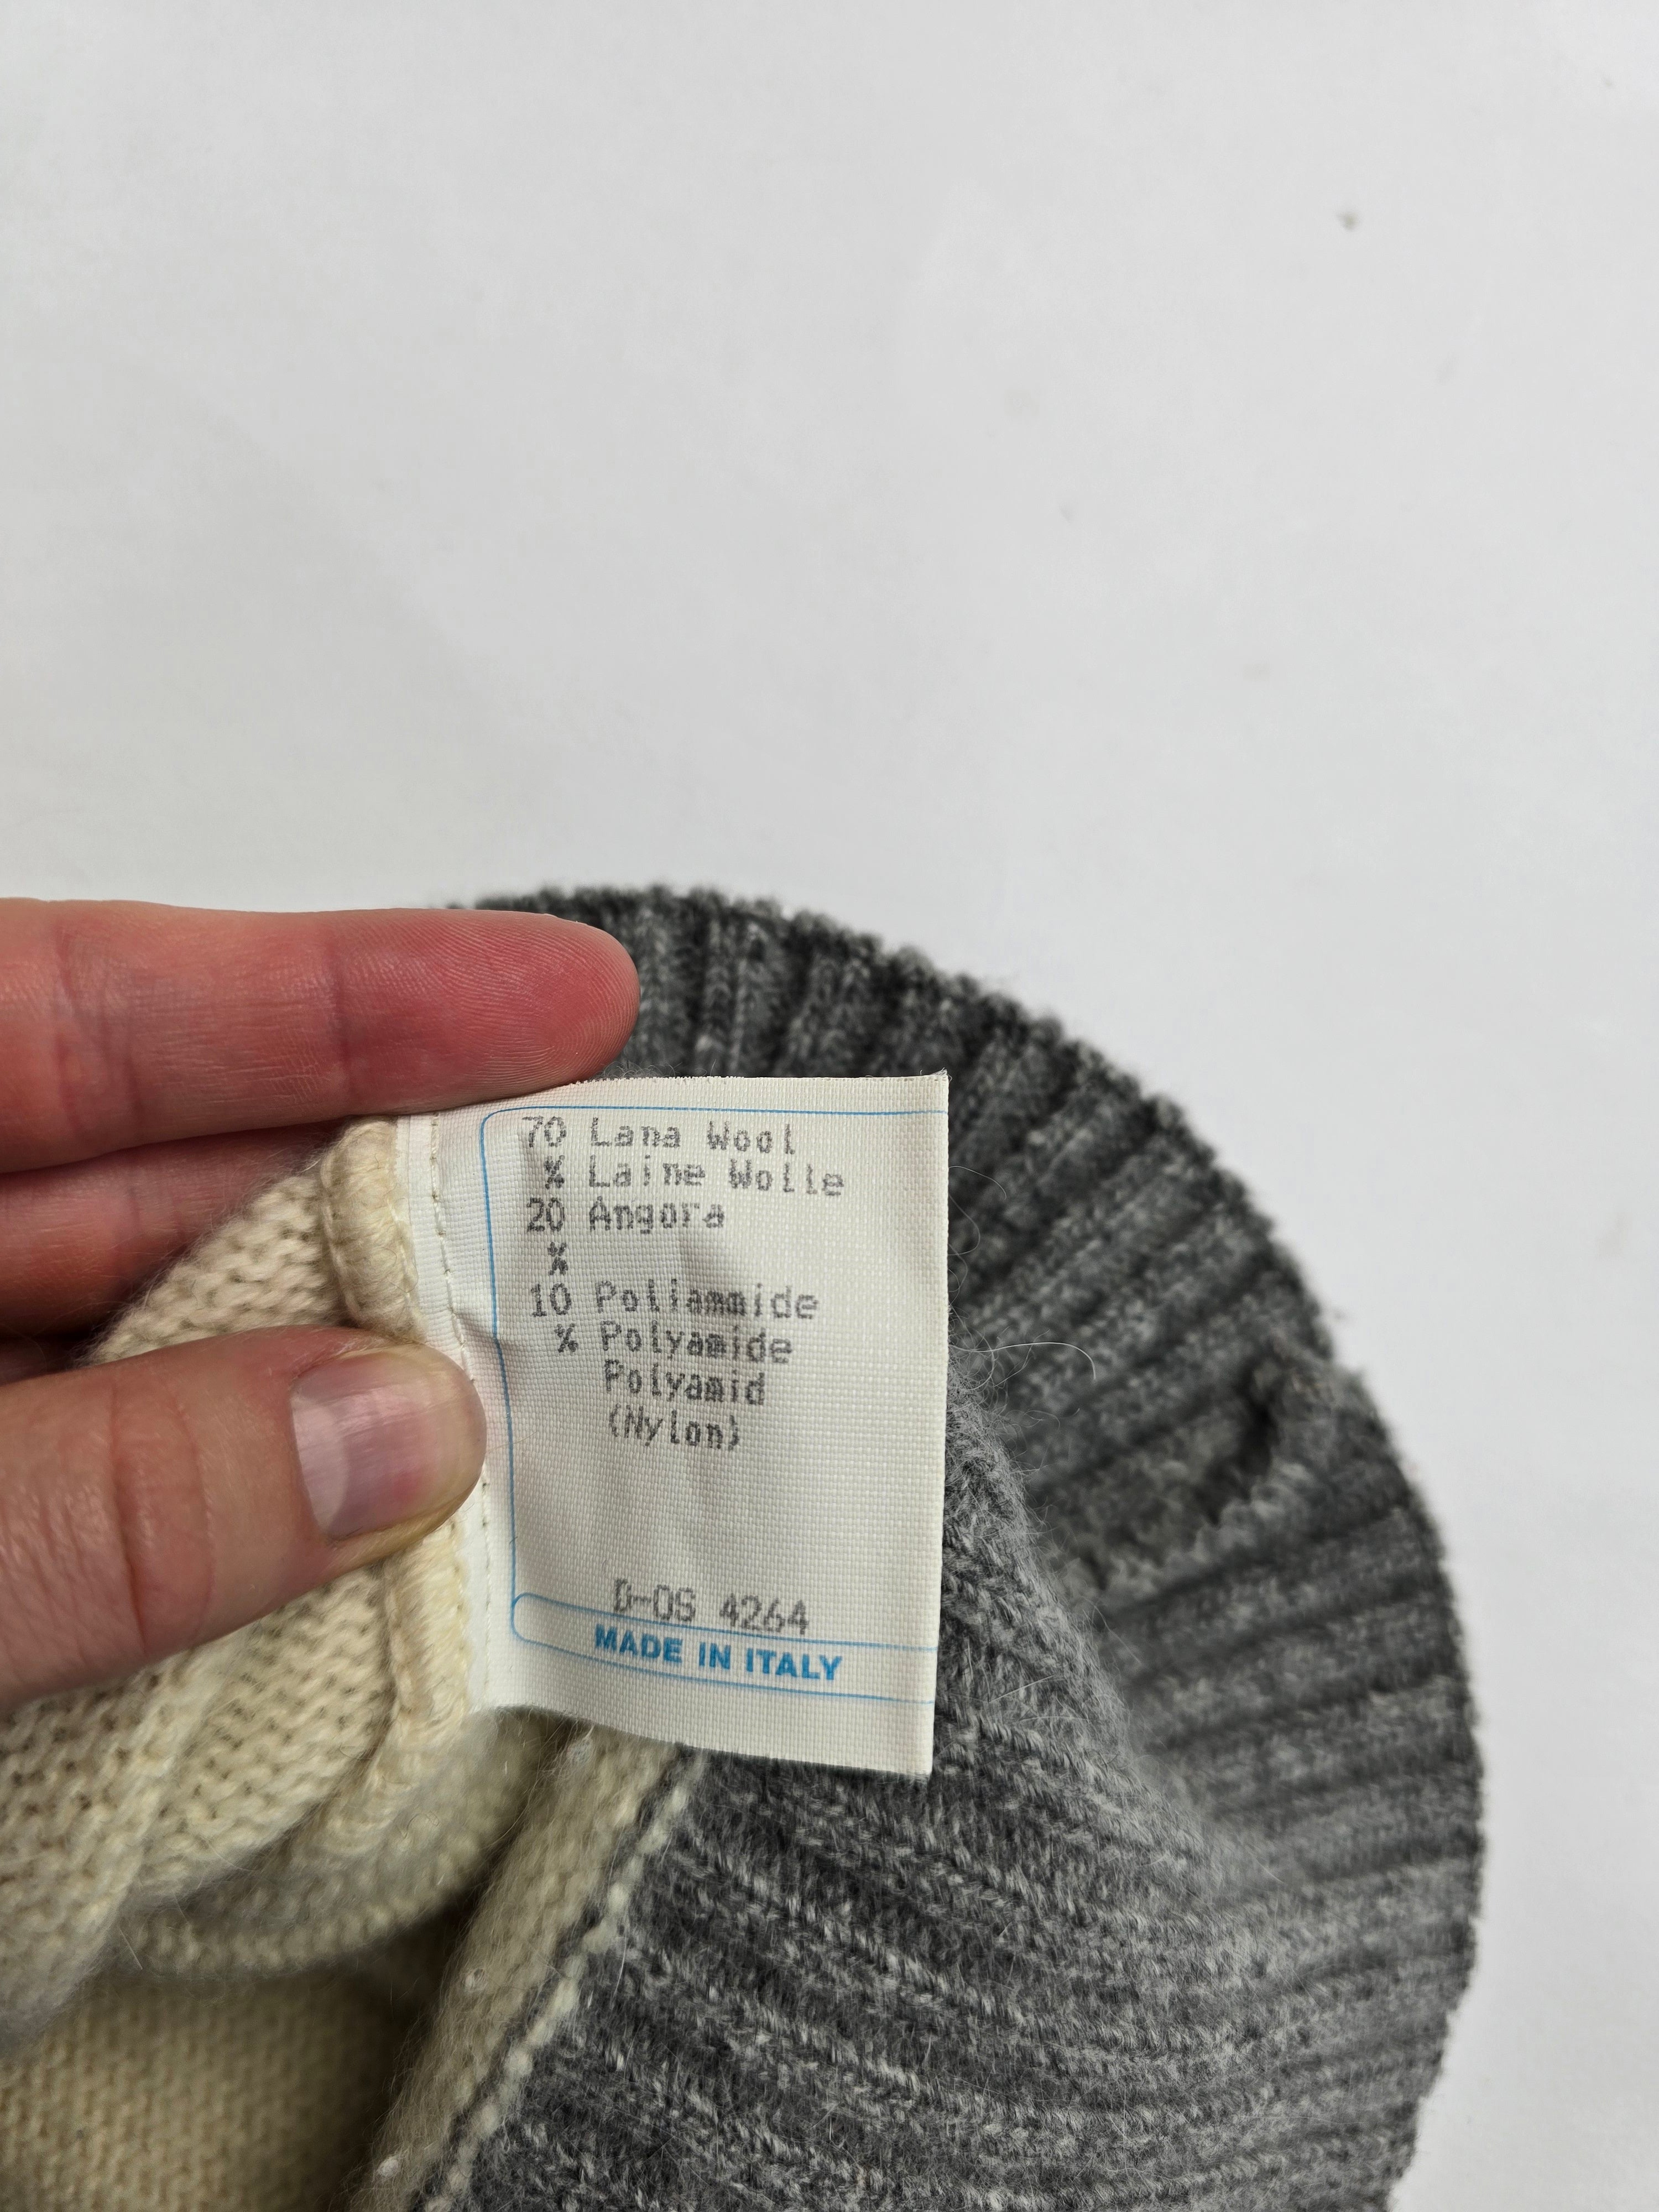 70 Lana Wool
% Laine Wolle
20 Angora
%
10 Poliammide
% Polyamide
Polyamid
(Nylon)
D-OS 4264
MADE IN ITALY